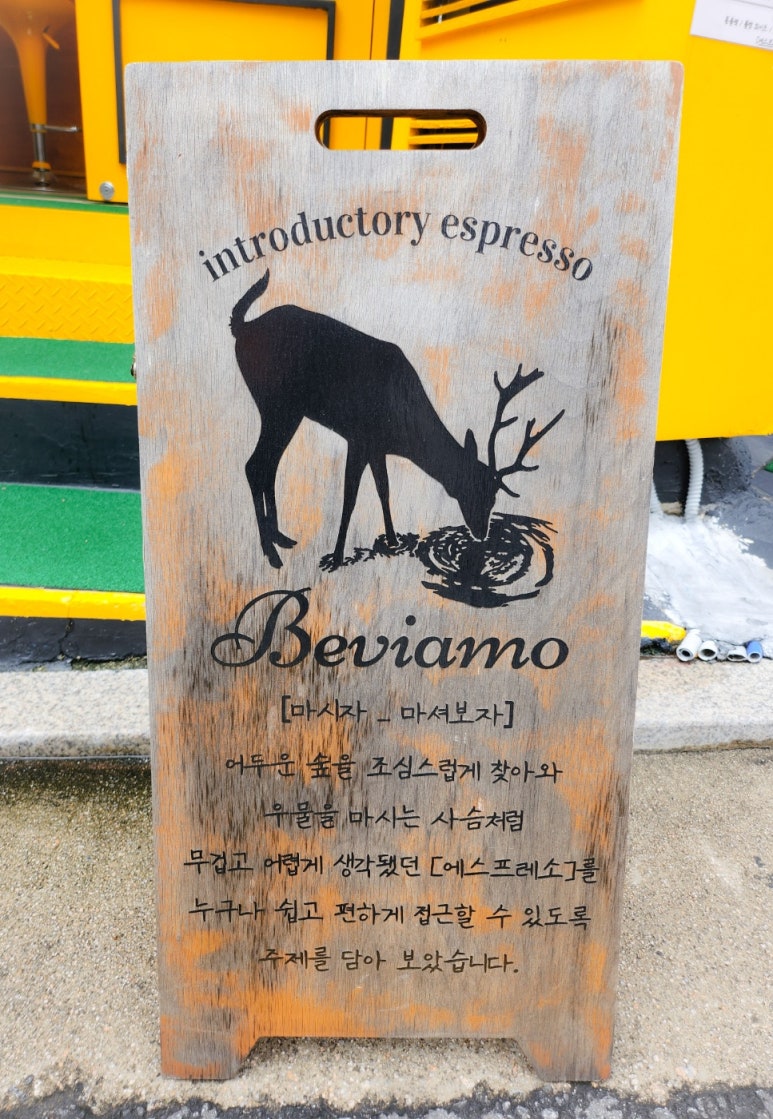 introductory espresso
Beviamo
[마시자 _ 마셔보자]
어두운 숲을 조심스럽게 찾아와
우물을 마시는 사슴처럼
무겁고 어렵게 생각됐던 [에스프레소]를
누구나 쉽고 편하게 접근할 수 있도록
주제를 담아 보았습니다.